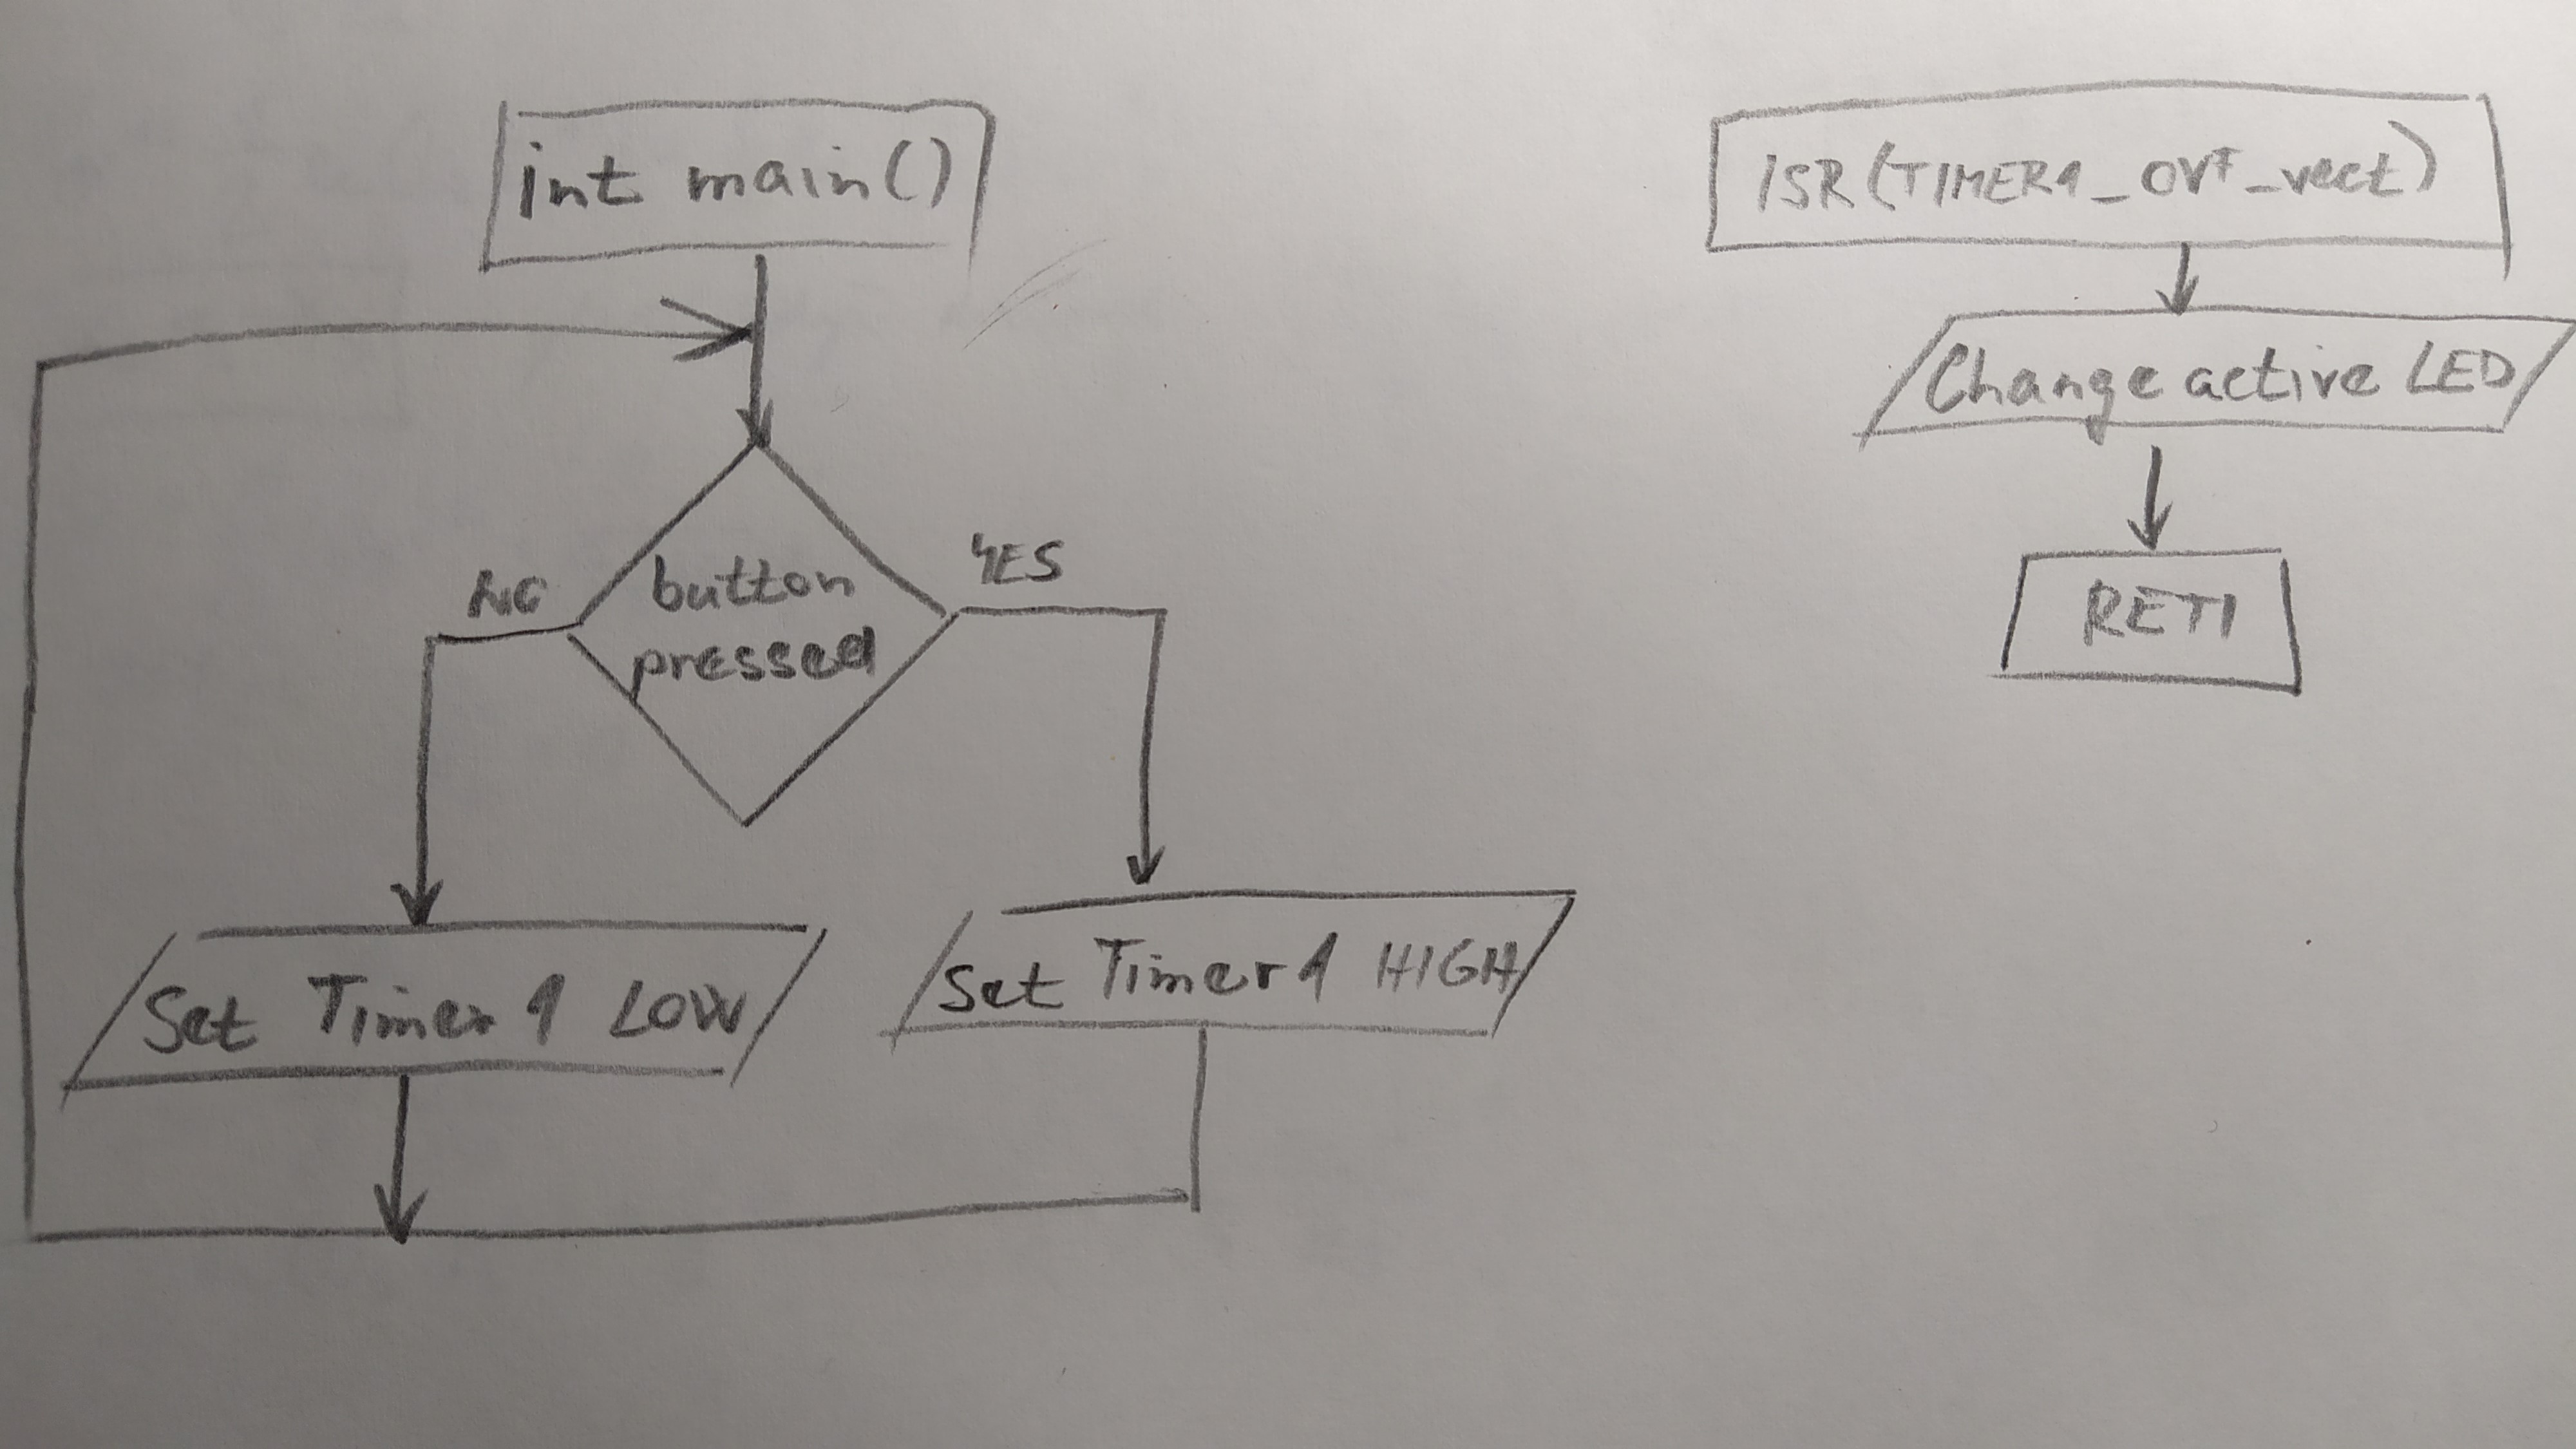 int main()
NO
button
pressed
YES
Set Timer1 LOW
Set Timer1 HIGH
ISR(TIMER1_OVF_vect)
Change active LED
RETI